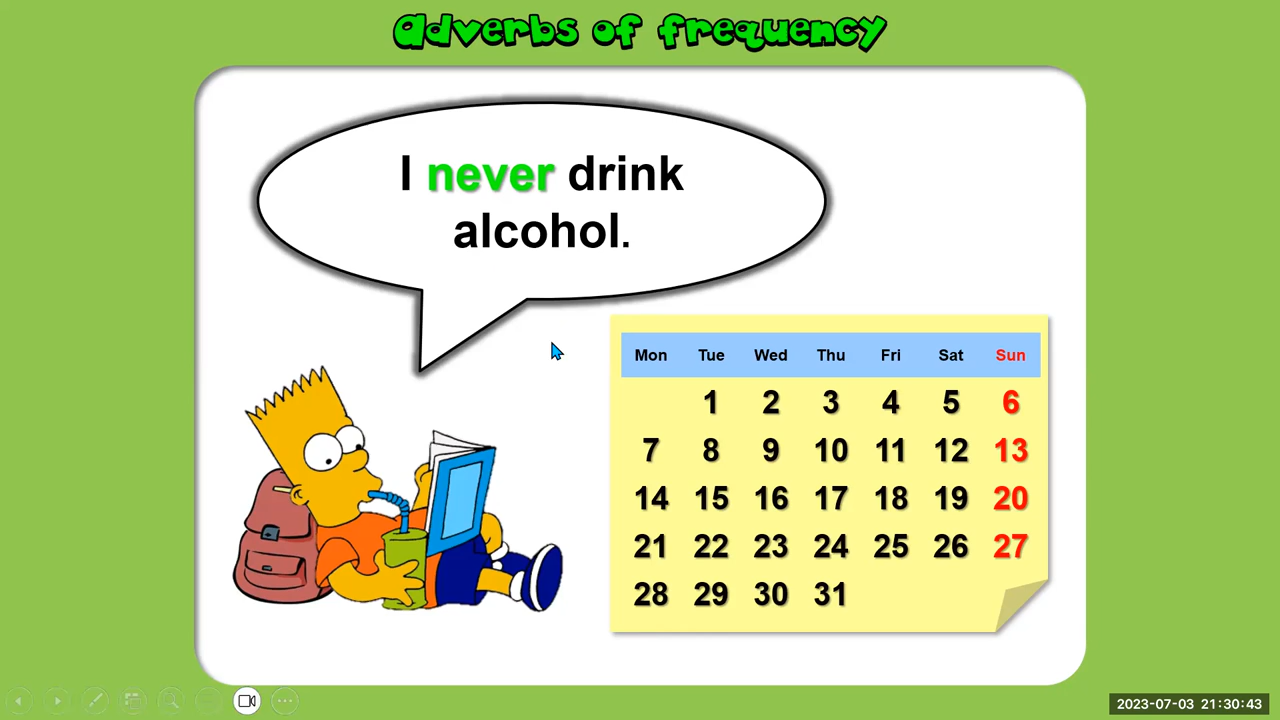 Adverbs of frequency
I never drink
alcohol.
Mon Tue Wed Thu Fri Sat Sun
1 2 3 4 5 6
7 8 9 10 11 12 13
14 15 16 17 18 19 20
21 22 23 24 25 26 27
28 29 30 31
2023-07-03 21:30:43